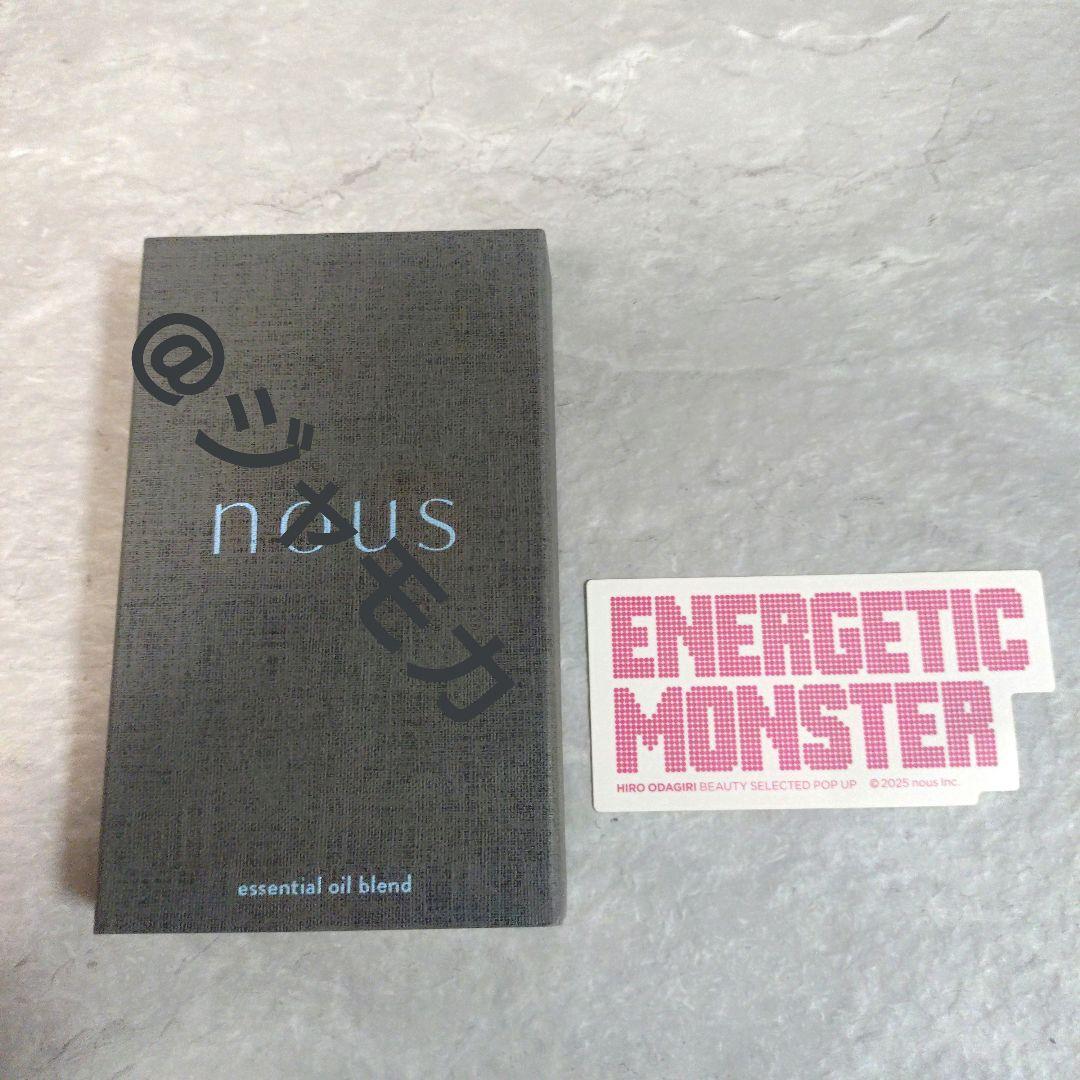 @ジャモカ
nous
essential oil blend
ENERGETIC
MONSTER
HIRO ODAGIRI BEAUTY SELECTED POP UP ©2025 nous Inc.